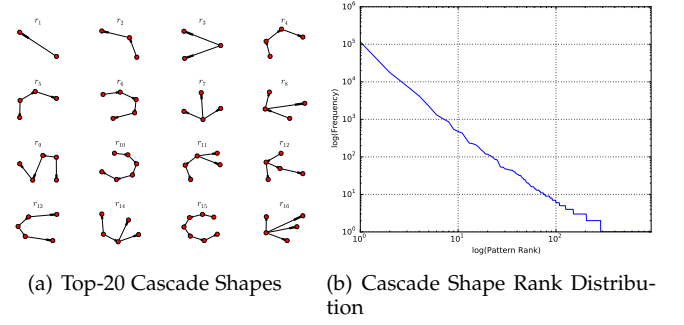 r1 r2 r3 r4
r5 r6 r7 r8
r9 r10 r11 r12
r13 r14 r15 r16
(a) Top-20 Cascade Shapes
10^6
10^5
10^4
10^3
10^2
10^1
10^0
log(Frequency)
10^0 10^1 10^2
log(Pattern Rank)
(b) Cascade Shape Rank Distribu-
tion